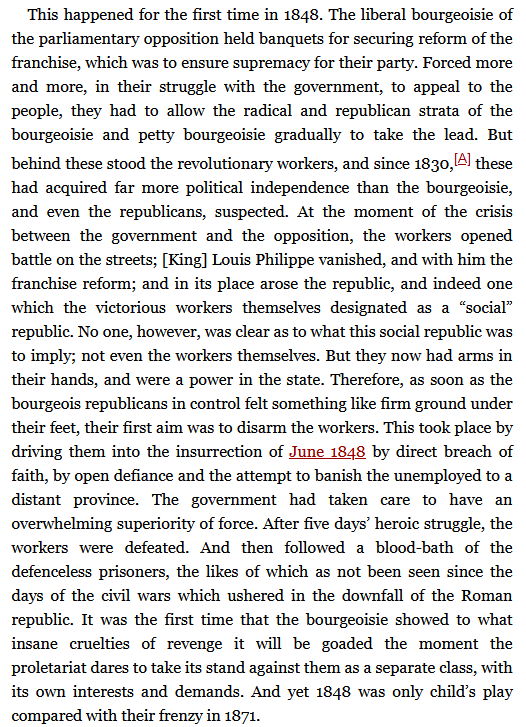 This happened for the first time in 1848. The liberal bourgeoisie of
the parliamentary opposition held banquets for securing reform of the
franchise, which was to ensure supremacy for their party. Forced more
and more, in their struggle with the government, to appeal to the
people, they had to allow the radical and republican strata of the
bourgeoisie and petty bourgeoisie gradually to take the lead. But
behind these stood the revolutionary workers, and since 1830,[A] these
had acquired far more political independence than the bourgeoisie,
and even the republicans, suspected. At the moment of the crisis
between the government and the opposition, the workers opened
battle on the streets; [King] Louis Philippe vanished, and with him the
franchise reform; and in its place arose the republic, and indeed one
which the victorious workers themselves designated as a “social”
republic. No one, however, was clear as to what this social republic was
to imply; not even the workers themselves. But they now had arms in
their hands, and were a power in the state. Therefore, as soon as the
bourgeois republicans in control felt something like firm ground under
their feet, their first aim was to disarm the workers. This took place by
driving them into the insurrection of June 1848 by direct breach of
faith, by open defiance and the attempt to banish the unemployed to a
distant province. The government had taken care to have an
overwhelming superiority of force. After five days’ heroic struggle, the
workers were defeated. And then followed a blood-bath of the
defenceless prisoners, the likes of which as not been seen since the
days of the civil wars which ushered in the downfall of the Roman
republic. It was the first time that the bourgeoisie showed to what
insane cruelties of revenge it will be goaded the moment the
proletariat dares to take its stand against them as a separate class, with
its own interests and demands. And yet 1848 was only child’s play
compared with their frenzy in 1871.